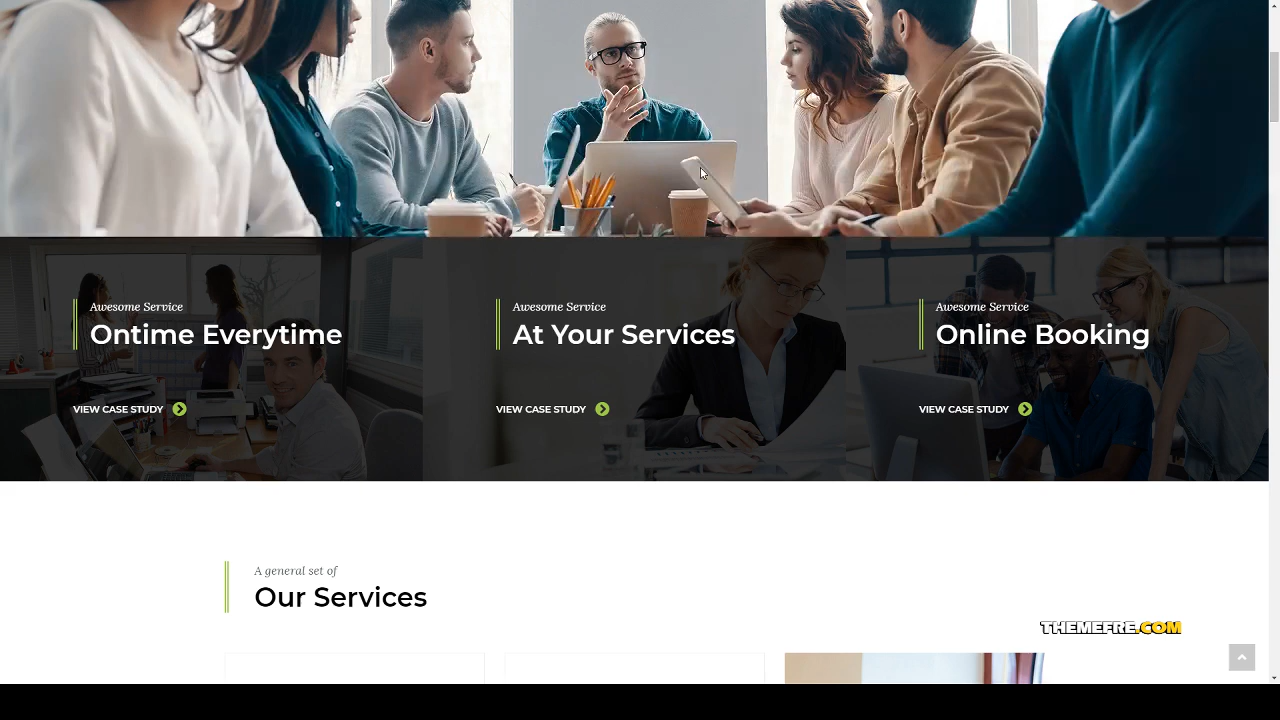 Awesome Service
Ontime Everytime
VIEW CASE STUDY
Awesome Service
At Your Services
VIEW CASE STUDY
Awesome Service
Online Booking
VIEW CASE STUDY
A general set of
Our Services
THEMEFRE.COM